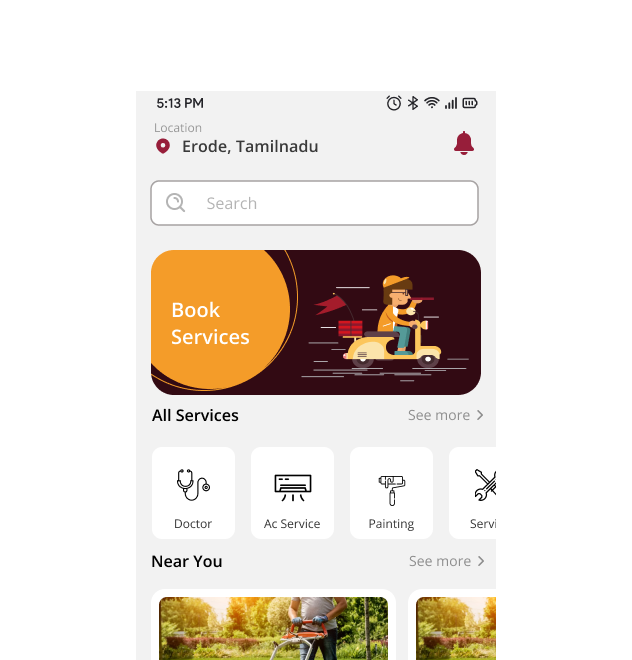 5:13 PM
Location
Erode, Tamilnadu
Search
Book
Services
All Services
See more
Doctor
Ac Service
Painting
Servi
Near You
See more